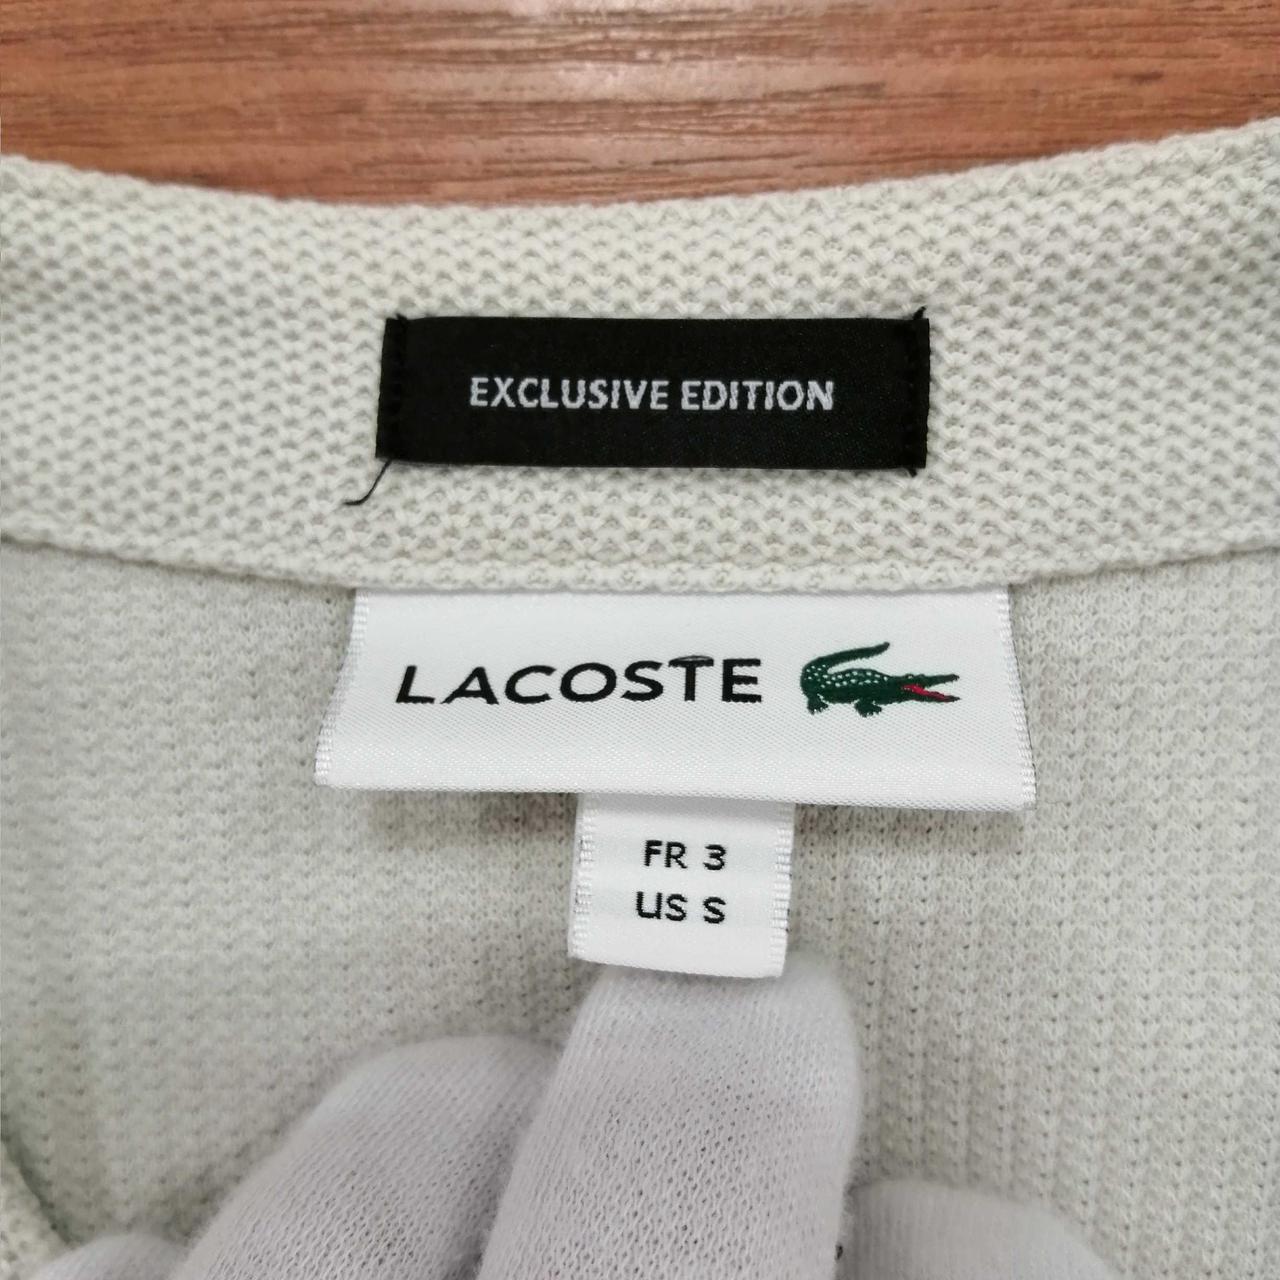 EXCLUSIVE EDITION
LACOSTE
FR 3
US S